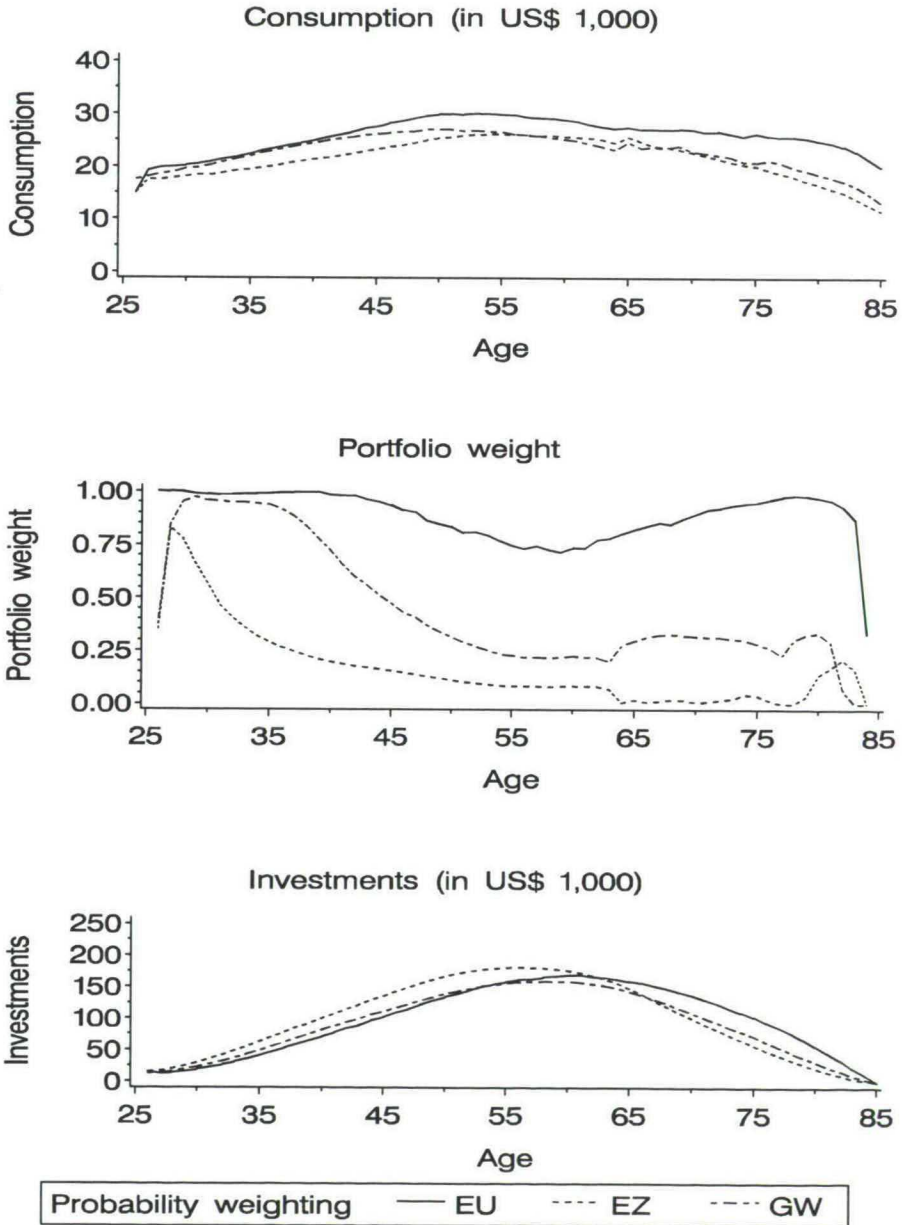 Consumption (in US$ 1,000)
Consumption
40
30
20
10
0
25 35 45 55 65 75 85
Age
Portfolio weight
Portfolio weight
1.00
0.75
0.50
0.25
0.00
25 35 45 55 65 75 85
Age
Investments (in US$ 1,000)
Investments
250
200
150
100
50
0
25 35 45 55 65 75 85
Age
Probability weighting EU EZ GW